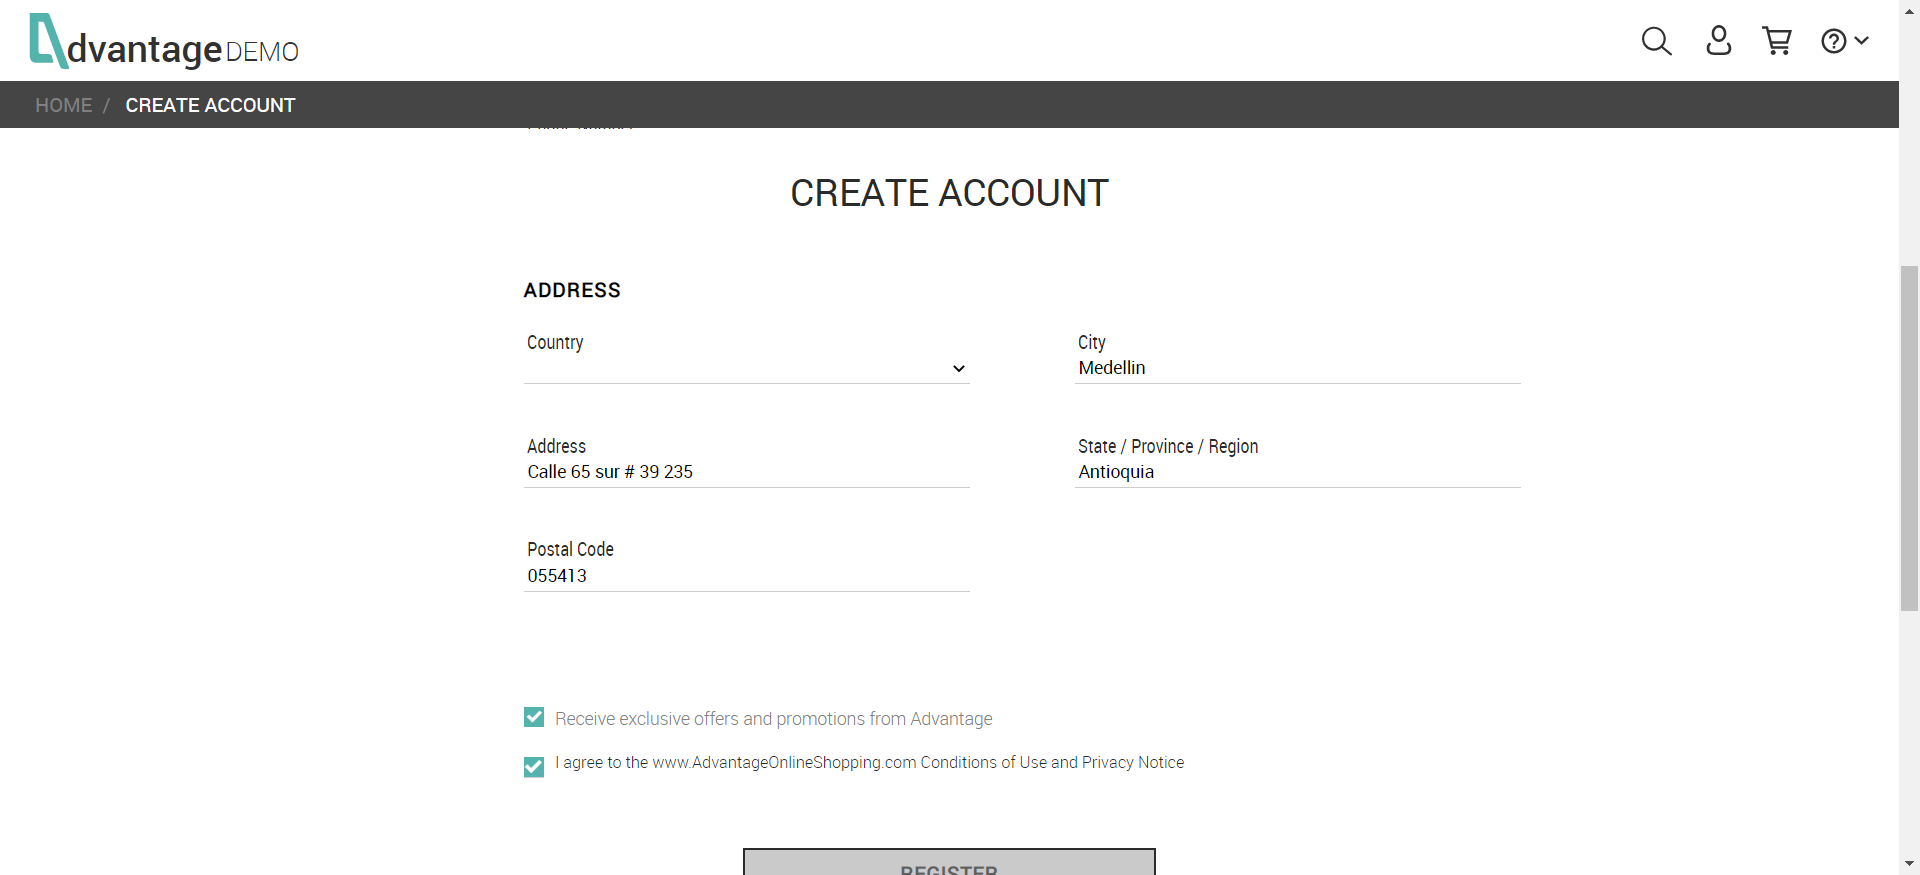 dvantage DEMO
HOME / CREATE ACCOUNT
CREATE ACCOUNT
ADDRESS
Country
City
Medellin
Address
Calle 65 sur # 39 235
State / Province / Region
Antioquia
Postal Code
055413
Receive exclusive offers and promotions from Advantage
I agree to the www.AdvantageOnlineShopping.com Conditions of Use and Privacy Notice
REGISTER